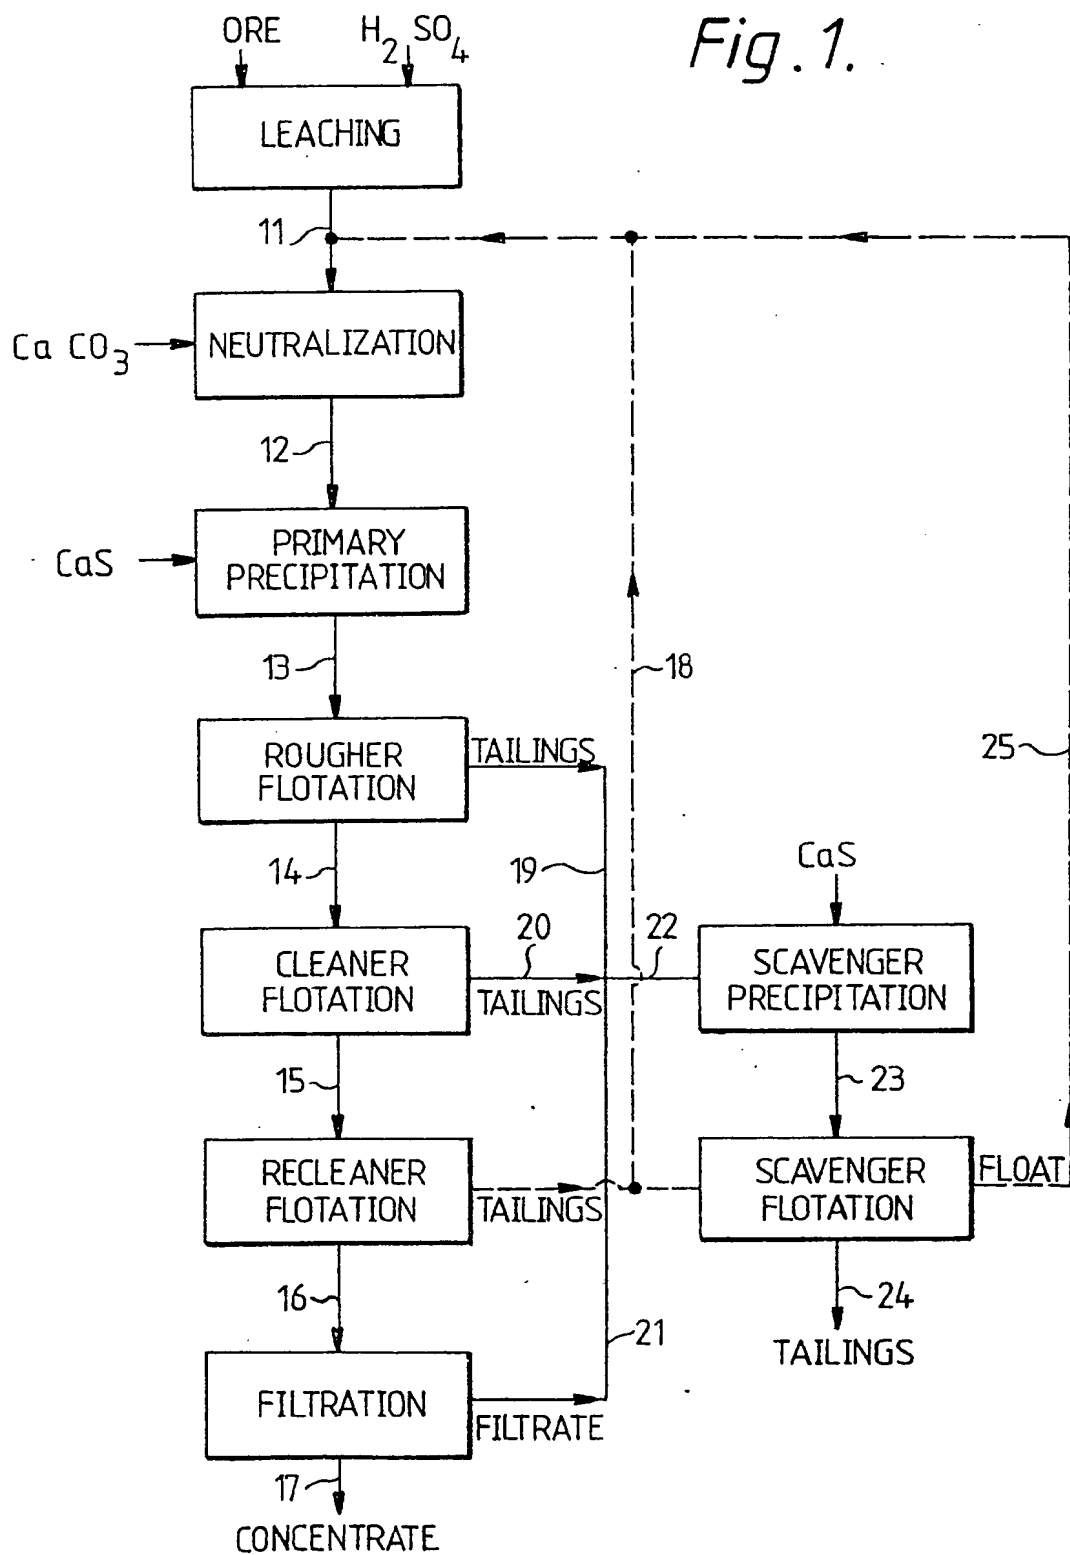 Fig. 1.
ORE
H2SO4
LEACHING
11
CaCO3
NEUTRALIZATION
12
CaS
PRIMARY
PRECIPITATION
13
18
ROUGHER
FLOTATION
TAILINGS
25
14
19
CaS
20
22
CLEANER
FLOTATION
TAILINGS
SCAVENGER
PRECIPITATION
15
23
RECLEANER
FLOTATION
TAILINGS
SCAVENGER
FLOTATION
FLOAT
16
24
21
TAILINGS
FILTRATION
FILTRATE
17
CONCENTRATE